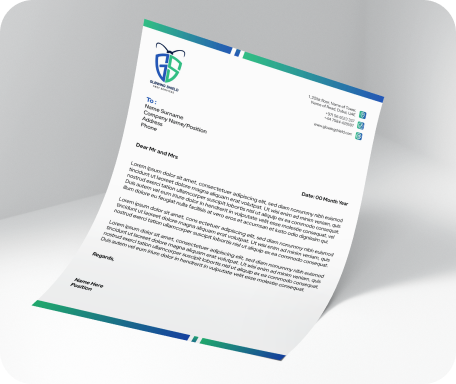 GLOWING SHIELD
To :
Name Surname
Company Name/Position
Address
Phone
Dear Mr and Mrs
Date: 00 Month Year
Lorem ipsum dolor sit amet, consectetuer adipiscing elit, sed diam nonummy nibh euismod
tincidunt ut laoreet dolore magna aliquam erat volutpat. Ut wisi enim ad minim veniam, quis
nostrud exerci tation ullamcorper suscipit lobortis nisl ut aliquip ex ea commodo consequat.
Duis autem vel eum iriure dolor in hendrerit in vulputate velit esse molestie consequat, vel
illum dolore eu feugiat nulla facilisis at vero eros et accumsan et iusto odio dignissim qui
Lorem ipsum dolor sit amet, cons ectetuer adipiscing elit, sed diam nonummy nibh euismod
tincidunt ut laoreet dolore magna aliquam erat volutpat. Ut wisi enim ad minim veniam, quis
nostrud exerci tation ullamcorper suscipit lobortis nisl ut aliquip ex ea commodo consequat.
Lorem ipsum dolor sit amet, consectetuer adipiscing elit, sed diam nonummy nibh euismod
tincidunt ut laoreet dolore magna aliquam erat volutpat. Ut wisi enim ad minim veniam, quis
nostrud exerci tation ullamcorper suscipit lobortis nisl ut aliquip ex ea commodo consequat.
Duis autem vel eum iriure dolor in hendrerit in vulputate velit esse molestie consequat.
Regards,
Name Here
Position